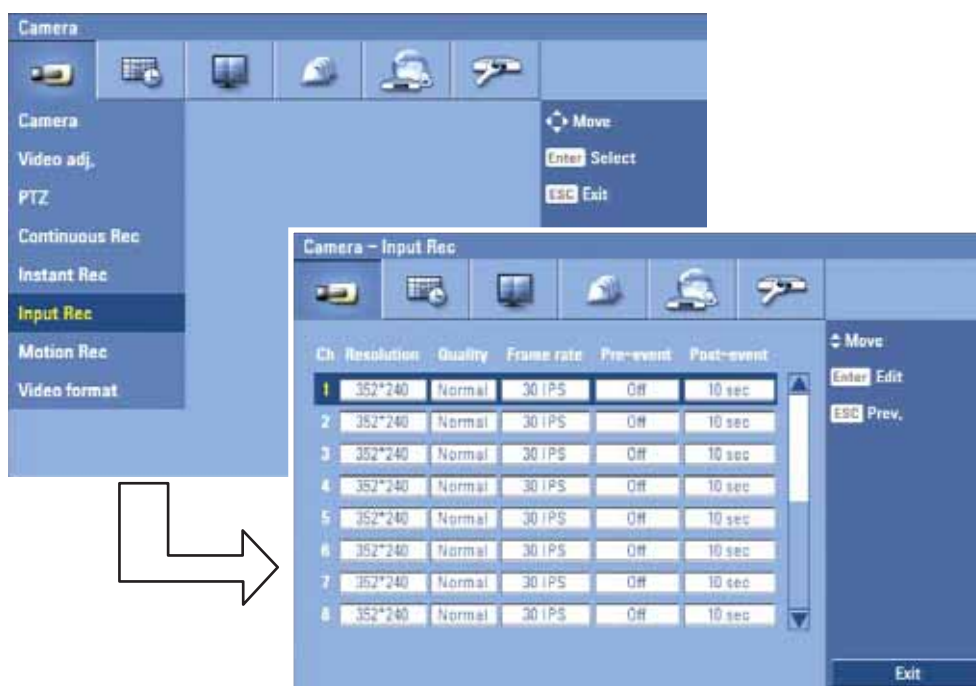 Camera
Camera
Video adj.
PTZ
Continuous Rec
Instant Rec
Input Rec
Motion Rec
Video format
Move
Enter Select
ESC Exit
Camera - Input Rec
Ch Resolution Quality Frame rate Pre-event Post-event
1 352*240 Normal 30 IPS Off 10 sec
2 352*240 Normal 30 IPS Off 10 sec
3 352*240 Normal 30 IPS Off 10 sec
4 352*240 Normal 30 IPS Off 10 sec
5 352*240 Normal 30 IPS Off 10 sec
6 352*240 Normal 30 IPS Off 10 sec
7 352*240 Normal 30 IPS Off 10 sec
8 352*240 Normal 30 IPS Off 10 sec
Move
Enter Edit
ESC Prev.
Exit